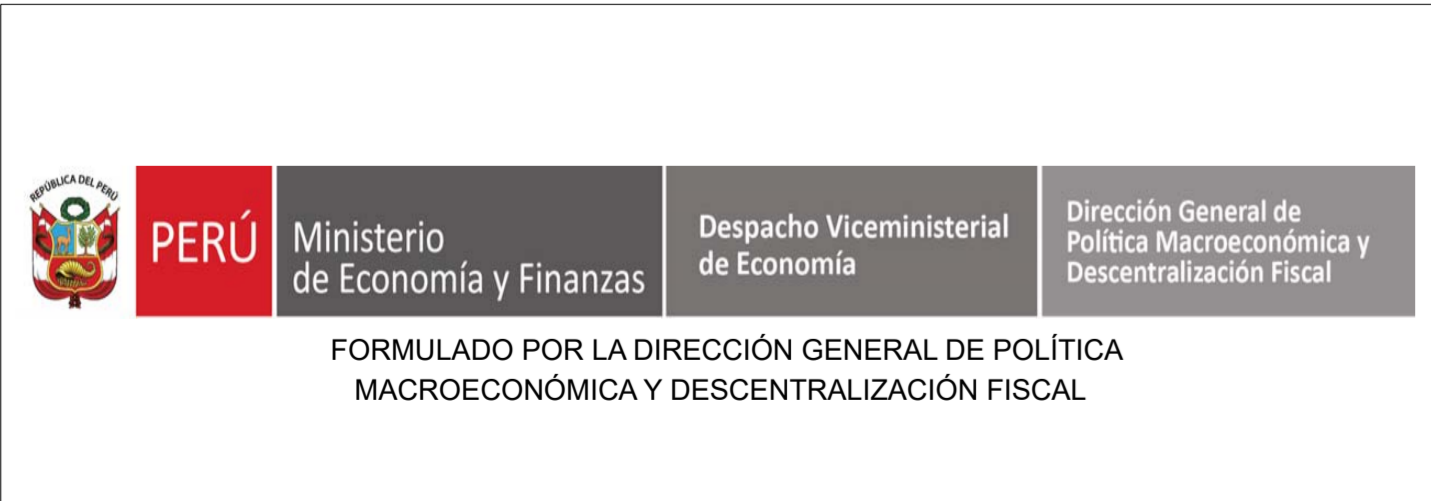 REPÚBLICA DEL PERÚ
PERÚ
Ministerio
de Economía y Finanzas
Despacho Viceministerial
de Economía
Dirección General de
Política Macroeconómica y
Descentralización Fiscal
FORMULADO POR LA DIRECCIÓN GENERAL DE POLÍTICA
MACROECONÓMICA Y DESCENTRALIZACIÓN FISCAL